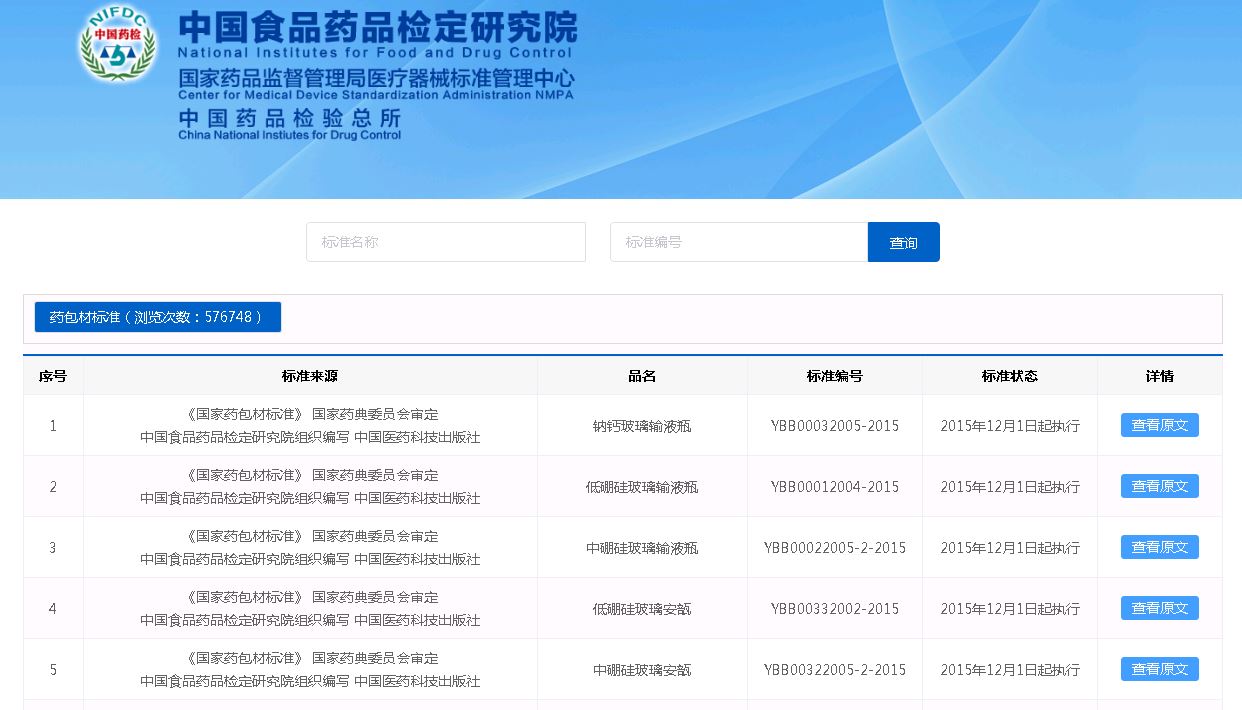 NIFDC
中国药检
中国食品药品检定研究院
National Institutes for Food and Drug Control
国家药品监督管理局医疗器械标准管理中心
Center for Medical Device Standardization Administration NMPA
中国药品检验总所
China National Institutes for Drug Control
标准名称 标准编号 查询
药包材标准（浏览次数：576748）
序号 标准来源 品名 标准编号 标准状态 详情
《国家药包材标准》 国家药典委员会审定
1 中国食品药品检定研究院组织编写 中国医药科技出版社 钠钙玻璃输液瓶 YBB00032005-2015 2015年12月1日起执行 查看原文
《国家药包材标准》 国家药典委员会审定
2 中国食品药品检定研究院组织编写 中国医药科技出版社 低硼硅玻璃输液瓶 YBB00012004-2015 2015年12月1日起执行 查看原文
《国家药包材标准》 国家药典委员会审定
3 中国食品药品检定研究院组织编写 中国医药科技出版社 中硼硅玻璃输液瓶 YBB00022005-2-2015 2015年12月1日起执行 查看原文
《国家药包材标准》 国家药典委员会审定
4 中国食品药品检定研究院组织编写 中国医药科技出版社 低硼硅玻璃安瓿 YBB00332002-2015 2015年12月1日起执行 查看原文
《国家药包材标准》 国家药典委员会审定
5 中国食品药品检定研究院组织编写 中国医药科技出版社 中硼硅玻璃安瓿 YBB00322005-2-2015 2015年12月1日起执行 查看原文